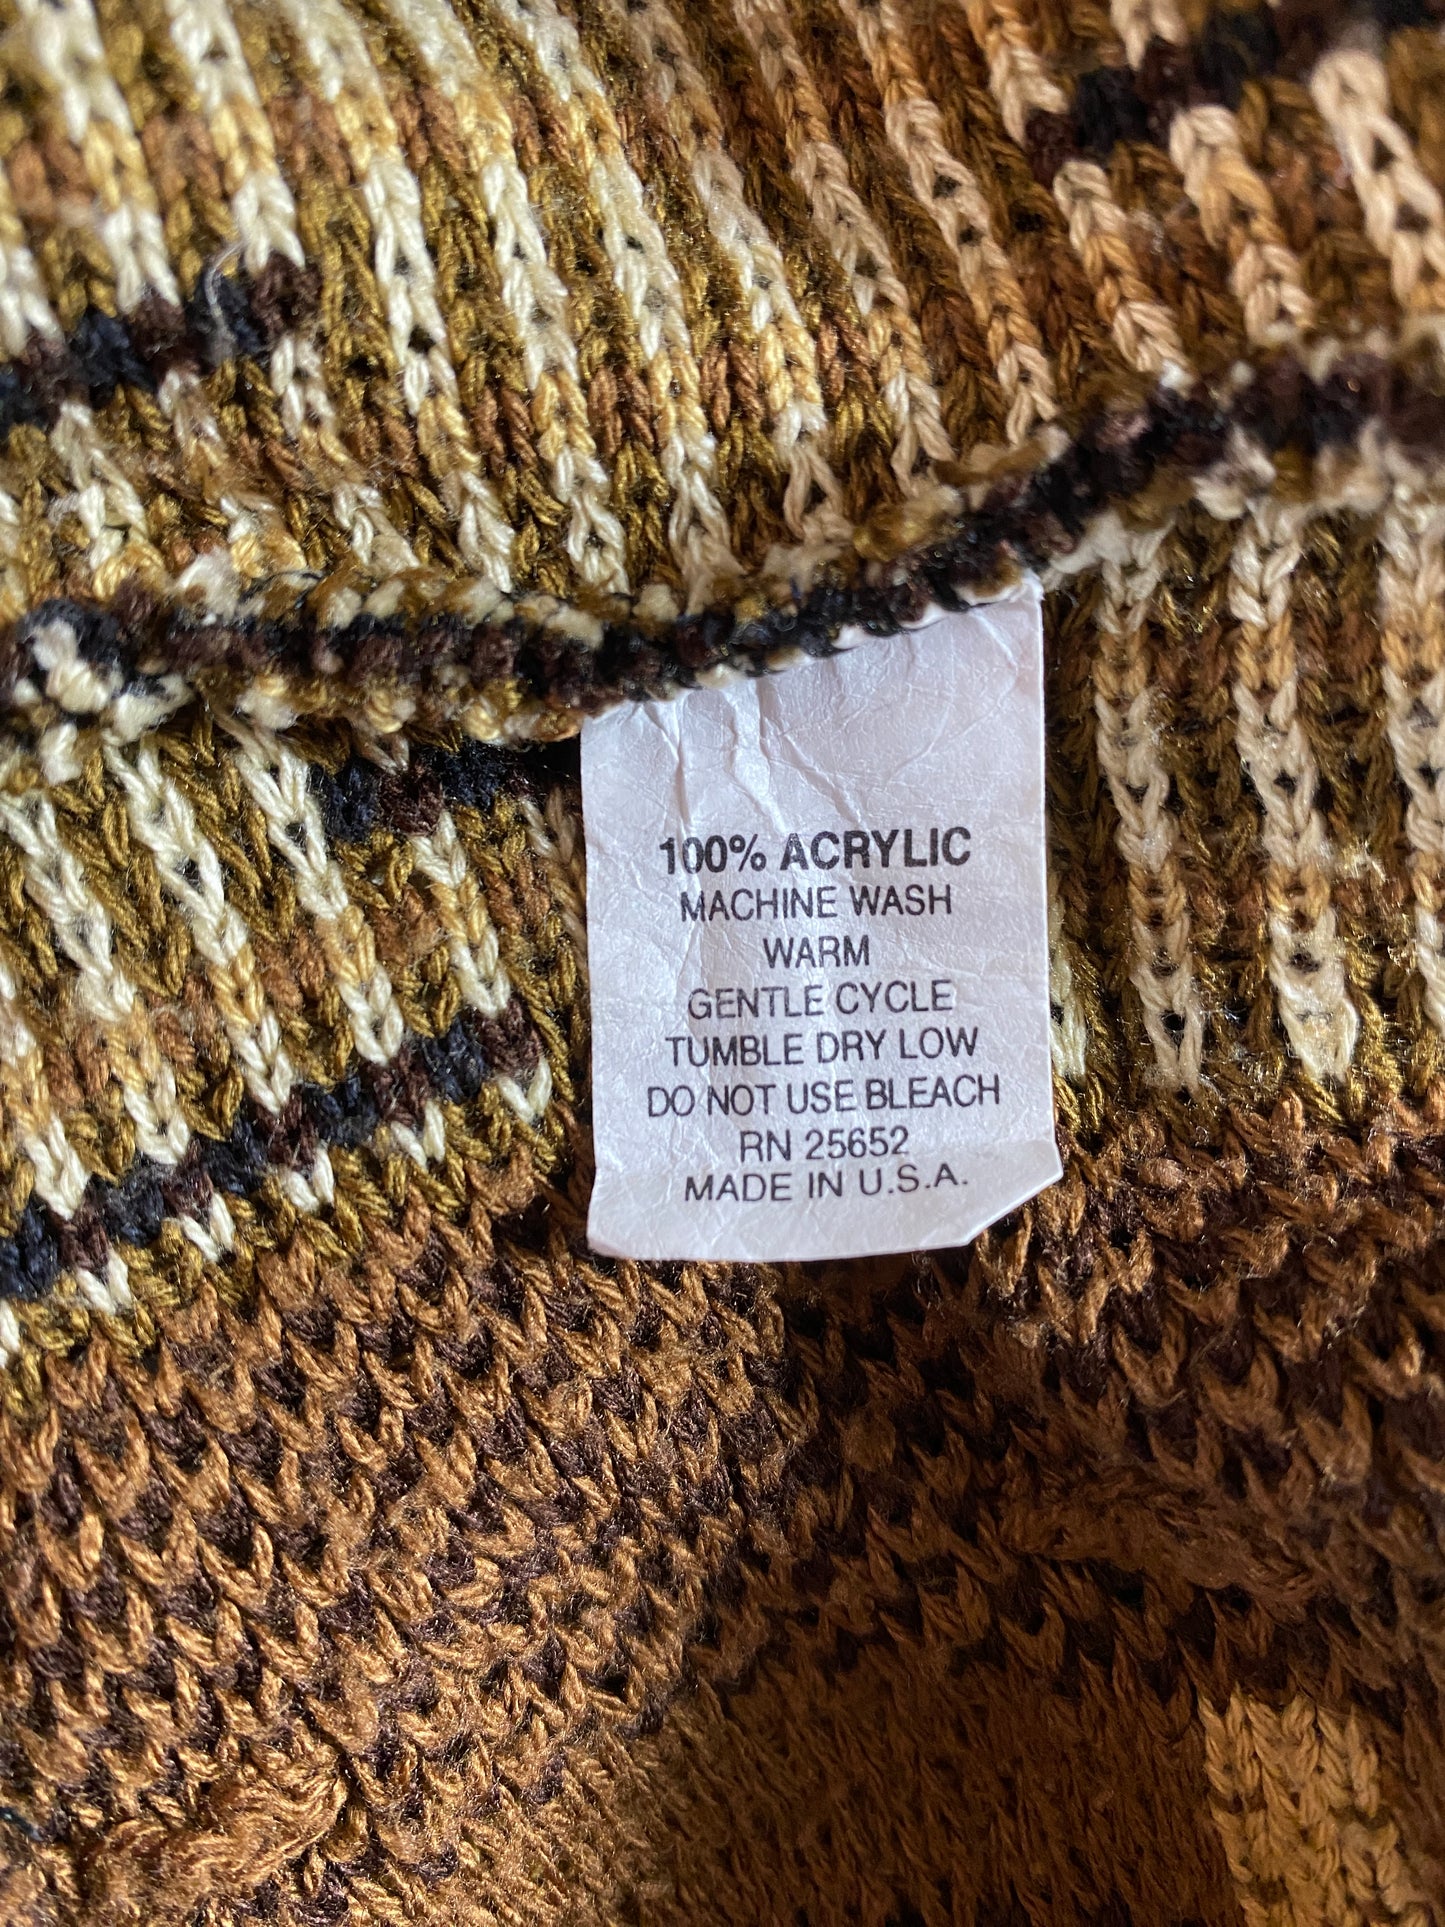 100% ACRYLIC
MACHINE WASH
WARM
GENTLE CYCLE
TUMBLE DRY LOW
DO NOT USE BLEACH
RN 25652
MADE IN U.S.A.